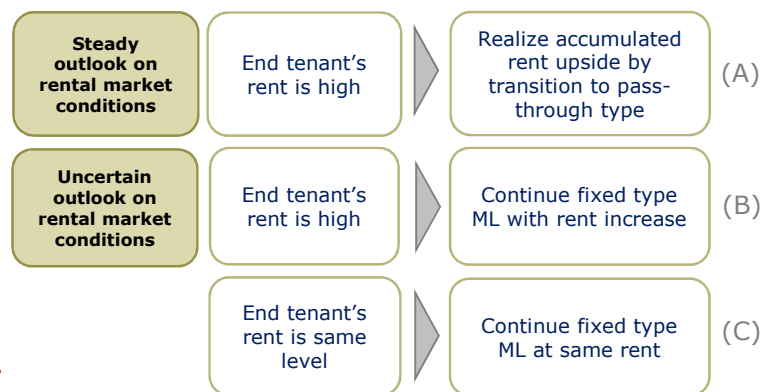 Steady
outlook on
rental market
conditions
End tenant’s
rent is high
Realize accumulated
rent upside by
transition to pass-
through type
(A)
Uncertain
outlook on
rental market
conditions
End tenant’s
rent is high
Continue fixed type
ML with rent increase
(B)
End tenant’s
rent is same
level
Continue fixed type
ML at same rent
(C)